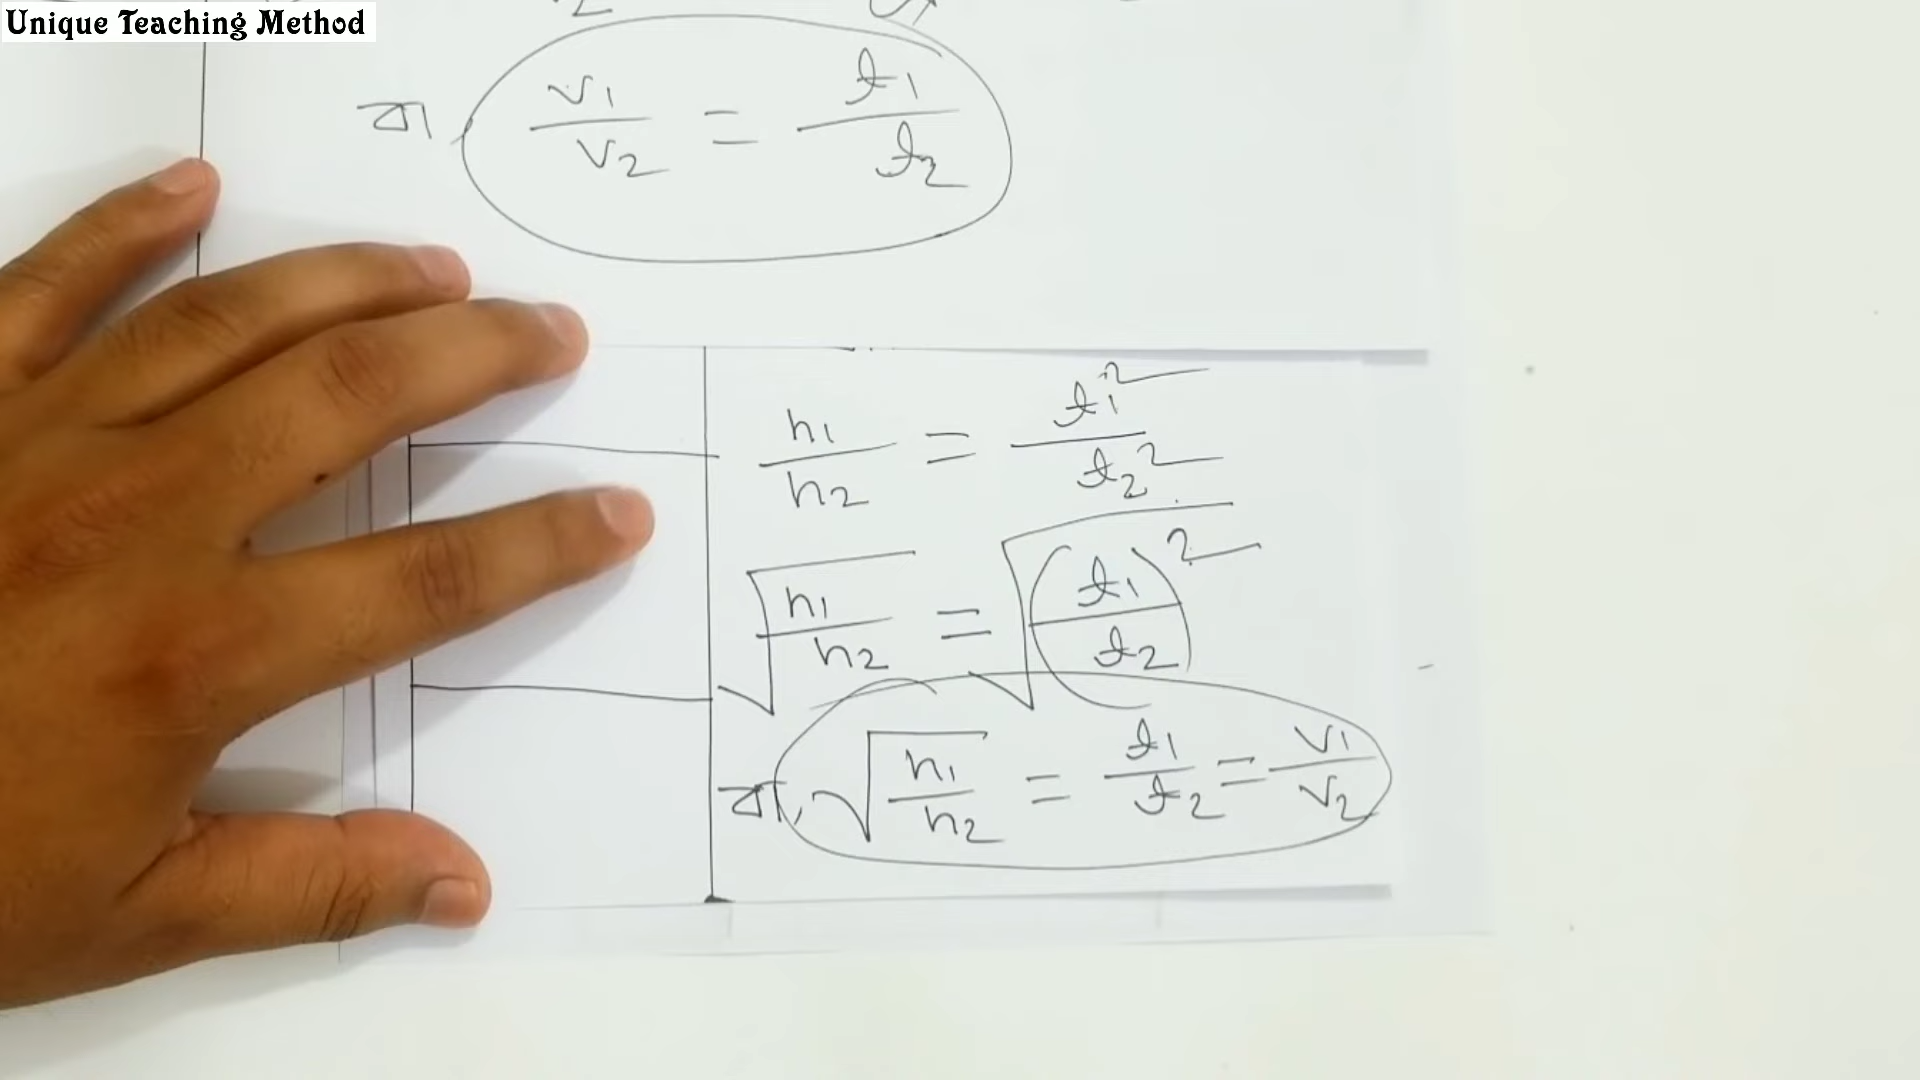 Unique Teaching Method
বা, v₁/v₂ = t₁/t₂
h₁/h₂ = t₁²/t₂²
√(h₁/h₂) = √(t₁/t₂)²
বা, √(h₁/h₂) = t₁/t₂ = v₁/v₂